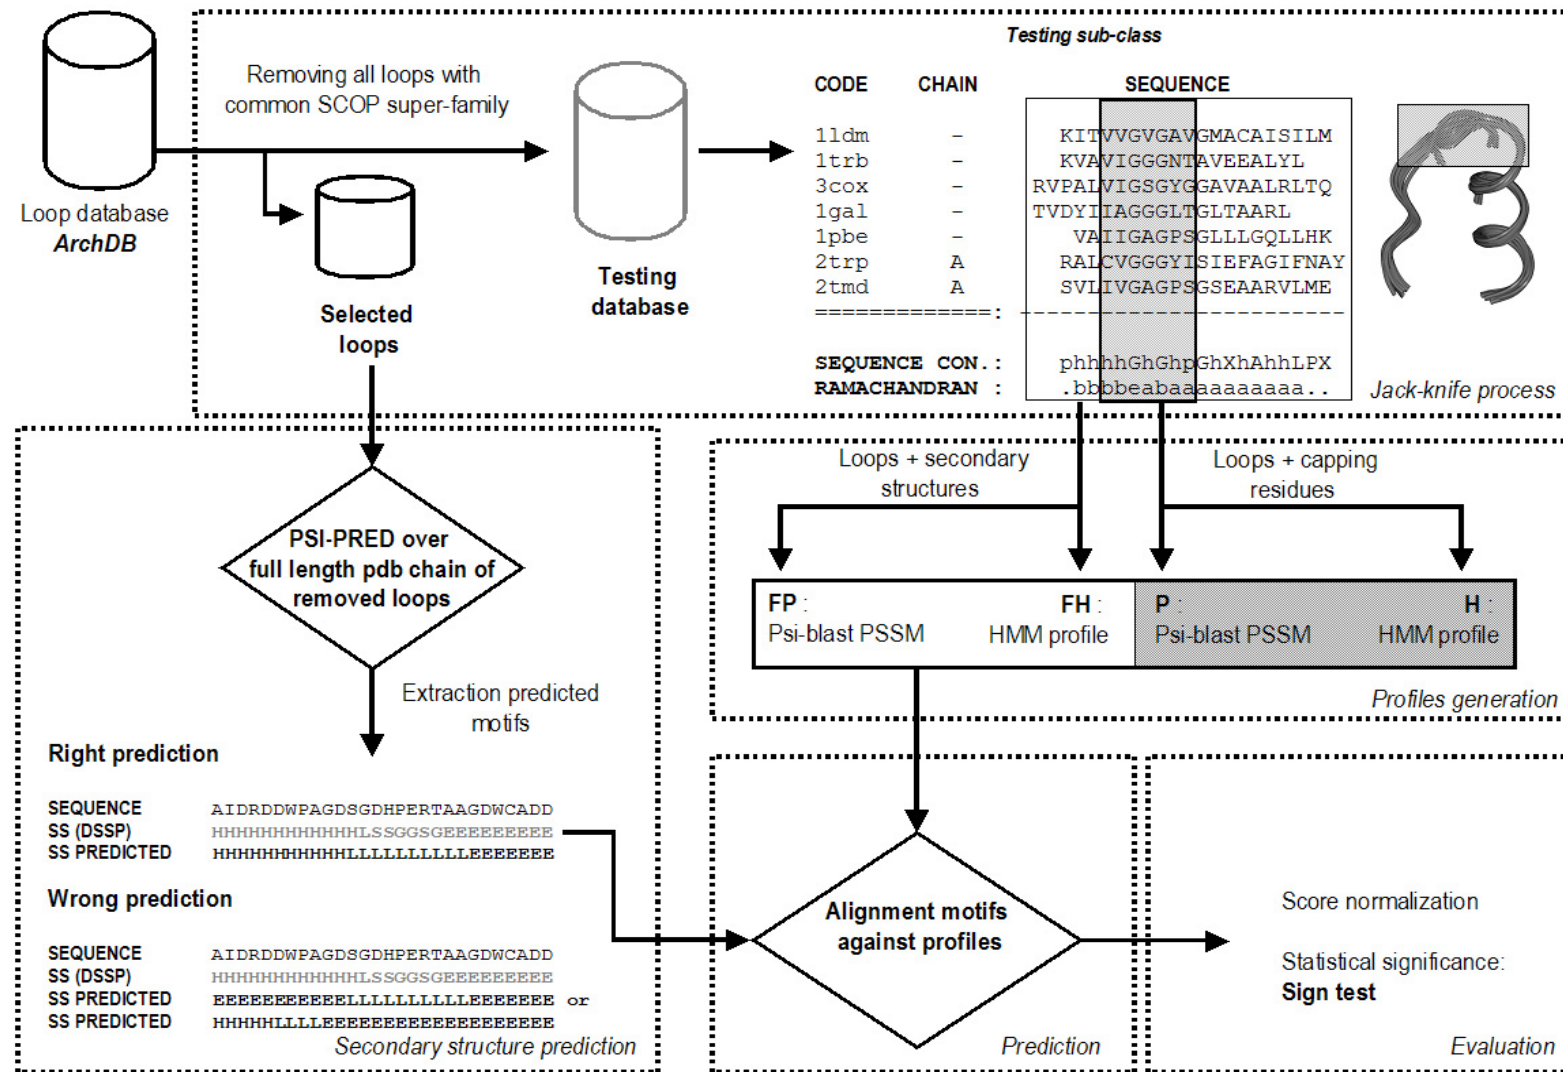 Testing sub-class
Removing all loops with
common SCOP super-family
Loop database
ArchDB
Selected
loops
Testing
database
CODE CHAIN SEQUENCE
1ldm - KITVVGVGAVGMACAISILM
1trb - KVAVIGGGNTAVEEALYL
3cox - RVPALVIGSGYGGAVAALRLTQ
1gal - TVDYIIAGGGLTGLTAARL
1pbe - VAIIGAGPSGLLLGQLLHK
2trp A RALCVGGGYISIEFAGIFNAY
2tmd A SVLIVGAGPSGSEAARVLME
=============: ------------------------
SEQUENCE CON.: phhhhGhGhpGhXhAhhLPX
RAMACHANDRAN : .bbbbeabaaaaaaaaaaa..
Jack-knife process
PSI-PRED over
full length pdb chain of
removed loops
Extraction predicted
motifs
Right prediction
SEQUENCE AIDRDDWPAGDSGDHPERTAAGDWCADD
SS (DSSP) HHHHHHHHHHHHLSSGGSGEEEEEEEEE
SS PREDICTED HHHHHHHHHHHLLLLLLLLLLEEEEEEE
Wrong prediction
SEQUENCE AIDRDDWPAGDSGDHPERTAAGDWCADD
SS (DSSP) HHHHHHHHHHHHLSSGGSGEEEEEEEEE
SS PREDICTED EEEEEEEEEEELLLLLLLLLLEEEEEEE or
SS PREDICTED HHHHHLLLLEEEEEEEEEEEEEEEEEEE
Secondary structure prediction
Loops + secondary
structures
Loops + capping
residues
FP : FH : P : H :
Psi-blast PSSM HMM profile Psi-blast PSSM HMM profile
Profiles generation
Alignment motifs
against profiles
Prediction
Score normalization
Statistical significance:
Sign test
Evaluation